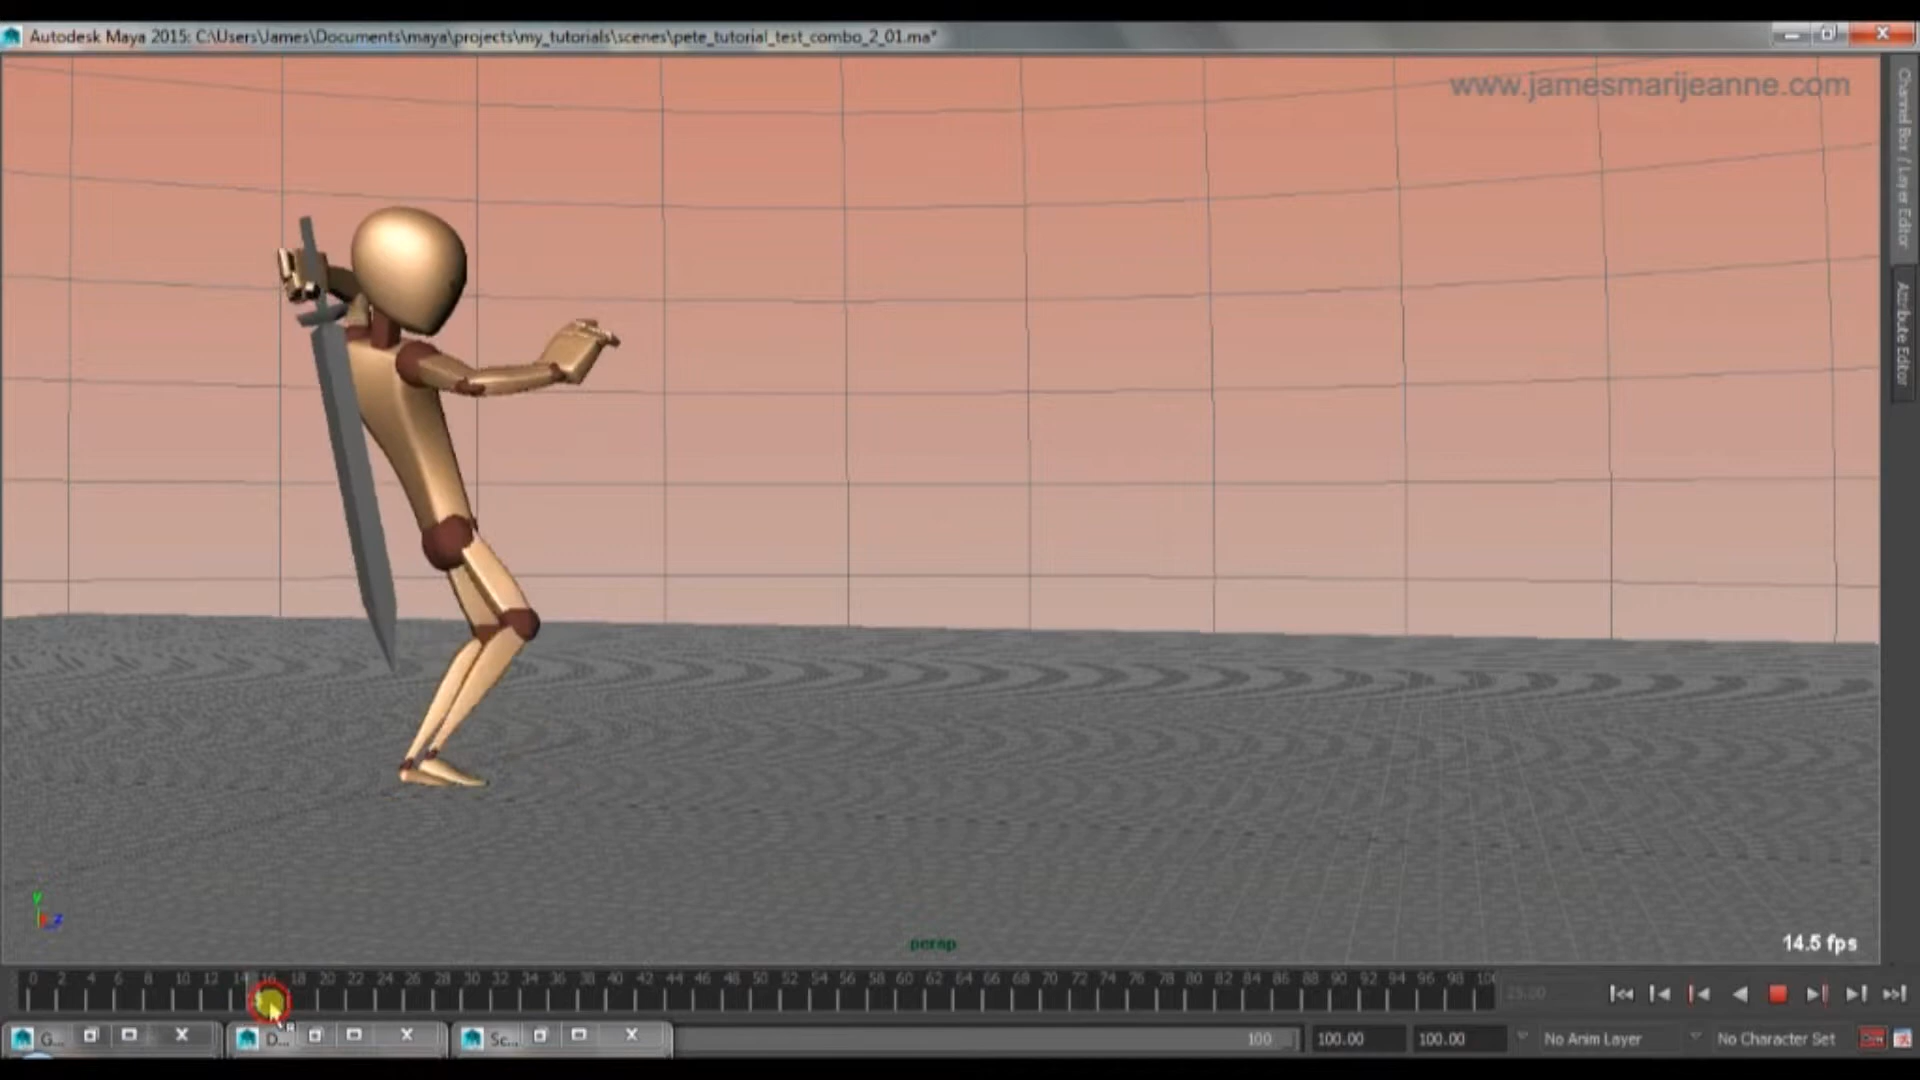 Autodesk Maya 2015: C:\Users\James\Documents\maya\projects\my_tutorials\scenes\pete_tutorial_test_combo_2_01.ma*
www.jamesmarijeanne.com
Channel Box / Layer Editor
Attribute Editor
y
z
persp
14.5 fps
0 2 4 6 8 10 12 14 16 18 20 22 24 26 28 30 32 34 36 38 40 42 44 46 48 50 52 54 56 58 60 62 64 66 68 70 72 74 76 78 80 82 84 86 88 90 92 94 96 98 10
G... D... Sc... 100 100.00 100.00 No Anim Layer No Character Set